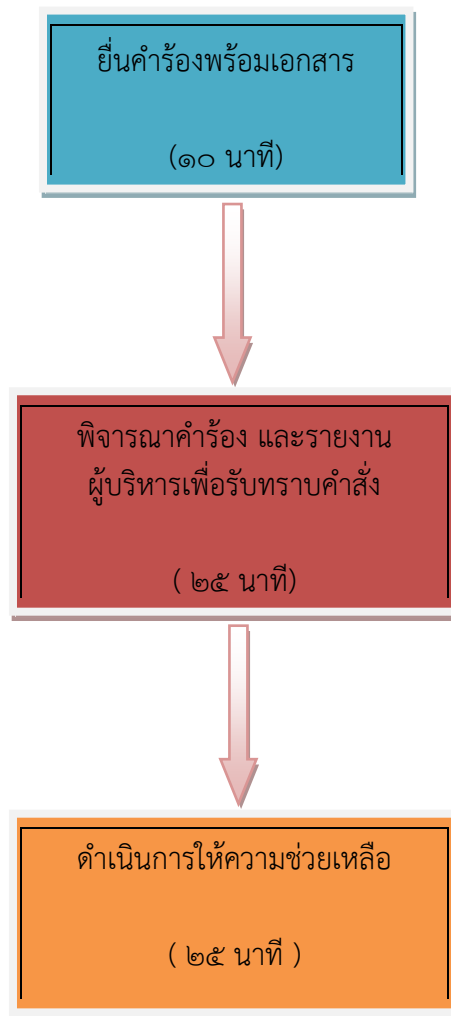 ยื่นคำร้องพร้อมเอกสาร
(๑๐ นาที)
พิจารณาคำร้อง และรายงาน
ผู้บริหารเพื่อรับทราบคำสั่ง
( ๒๕ นาที)
ดำเนินการให้ความช่วยเหลือ
( ๒๕ นาที )